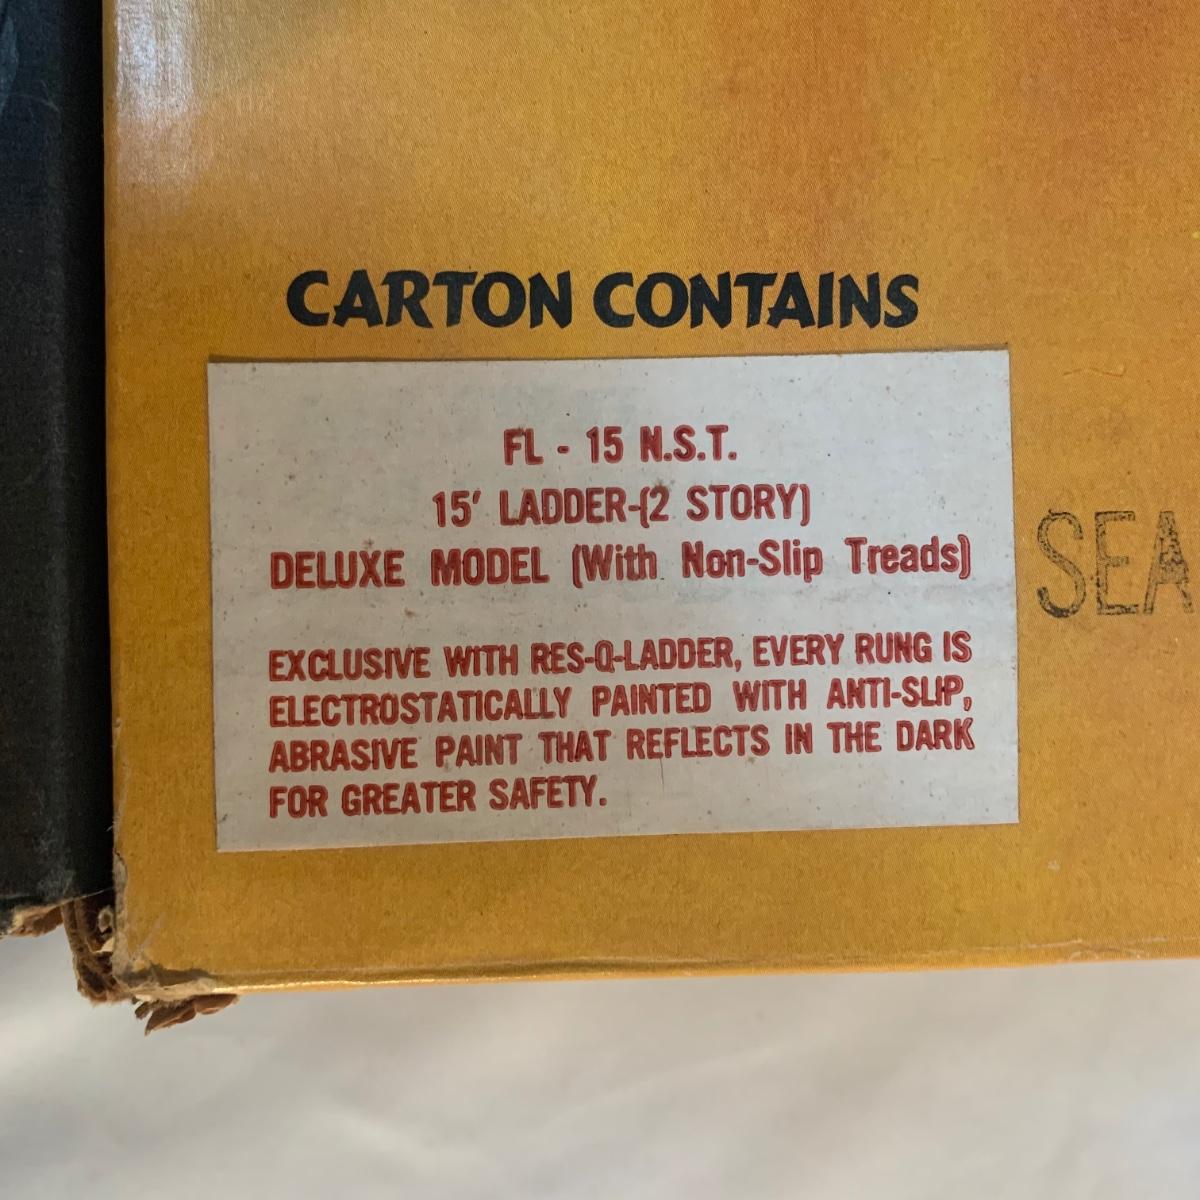 CARTON CONTAINS
FL - 15 N.S.T.
15' LADDER-(2 STORY)
DELUXE MODEL (With Non-Slip Treads)
EXCLUSIVE WITH RES-Q-LADDER, EVERY RUNG IS
ELECTROSTATICALLY PAINTED WITH ANTI-SLIP,
ABRASIVE PAINT THAT REFLECTS IN THE DARK
FOR GREATER SAFETY.
SEA